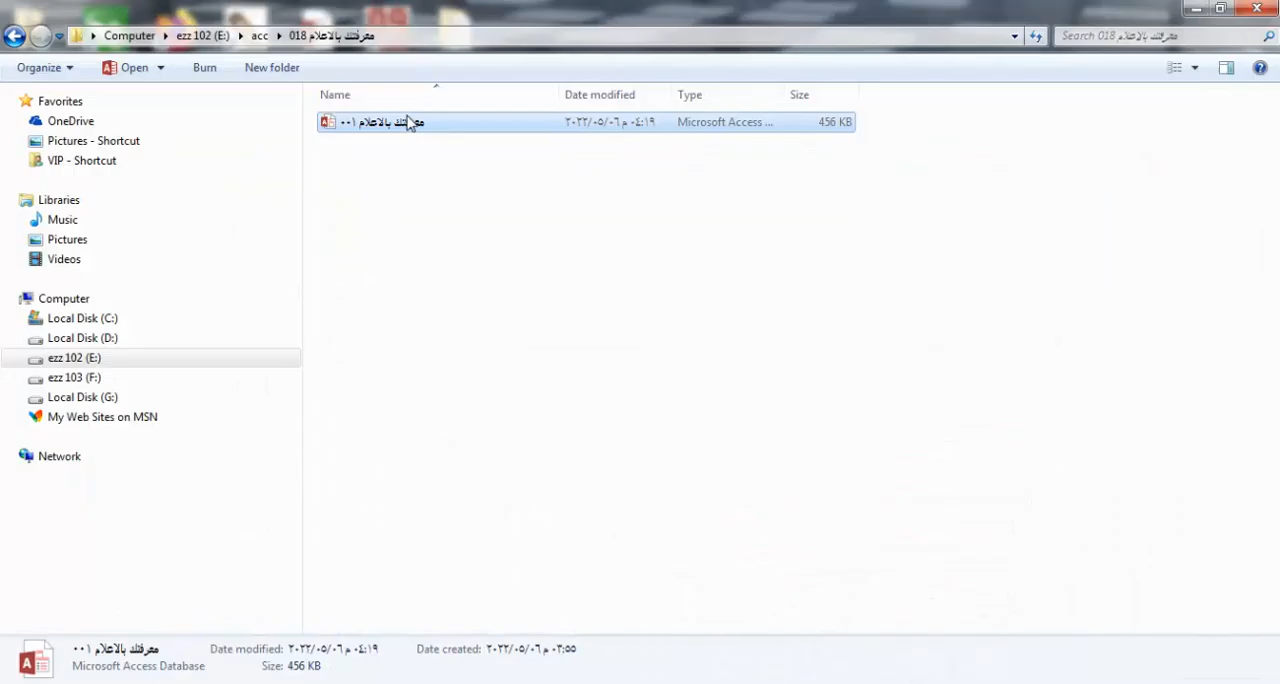 Computer ezz 102 (E:) acc 018 معرفتك بالاعلام
Search 018 معرفتك بالاعلام
Organize Open Burn New folder
Name Date modified Type Size
معرفتك بالاعلام ٠٠١ ٢٠٢٢/٠٥/٠٦ ٠٤:١٩ م Microsoft Access ... 456 KB
Favorites
OneDrive
Pictures - Shortcut
VIP - Shortcut
Libraries
Music
Pictures
Videos
Computer
Local Disk (C:)
Local Disk (D:)
ezz 102 (E:)
ezz 103 (F:)
Local Disk (G:)
My Web Sites on MSN
Network
معرفتك بالاعلام ٠٠١ Date modified: ٢٠٢٢/٠٥/٠٦ ٠٤:١٩ م Date created: ٢٠٢٢/٠٥/٠٦ ٠٣:٥٥ م
Microsoft Access Database Size: 456 KB